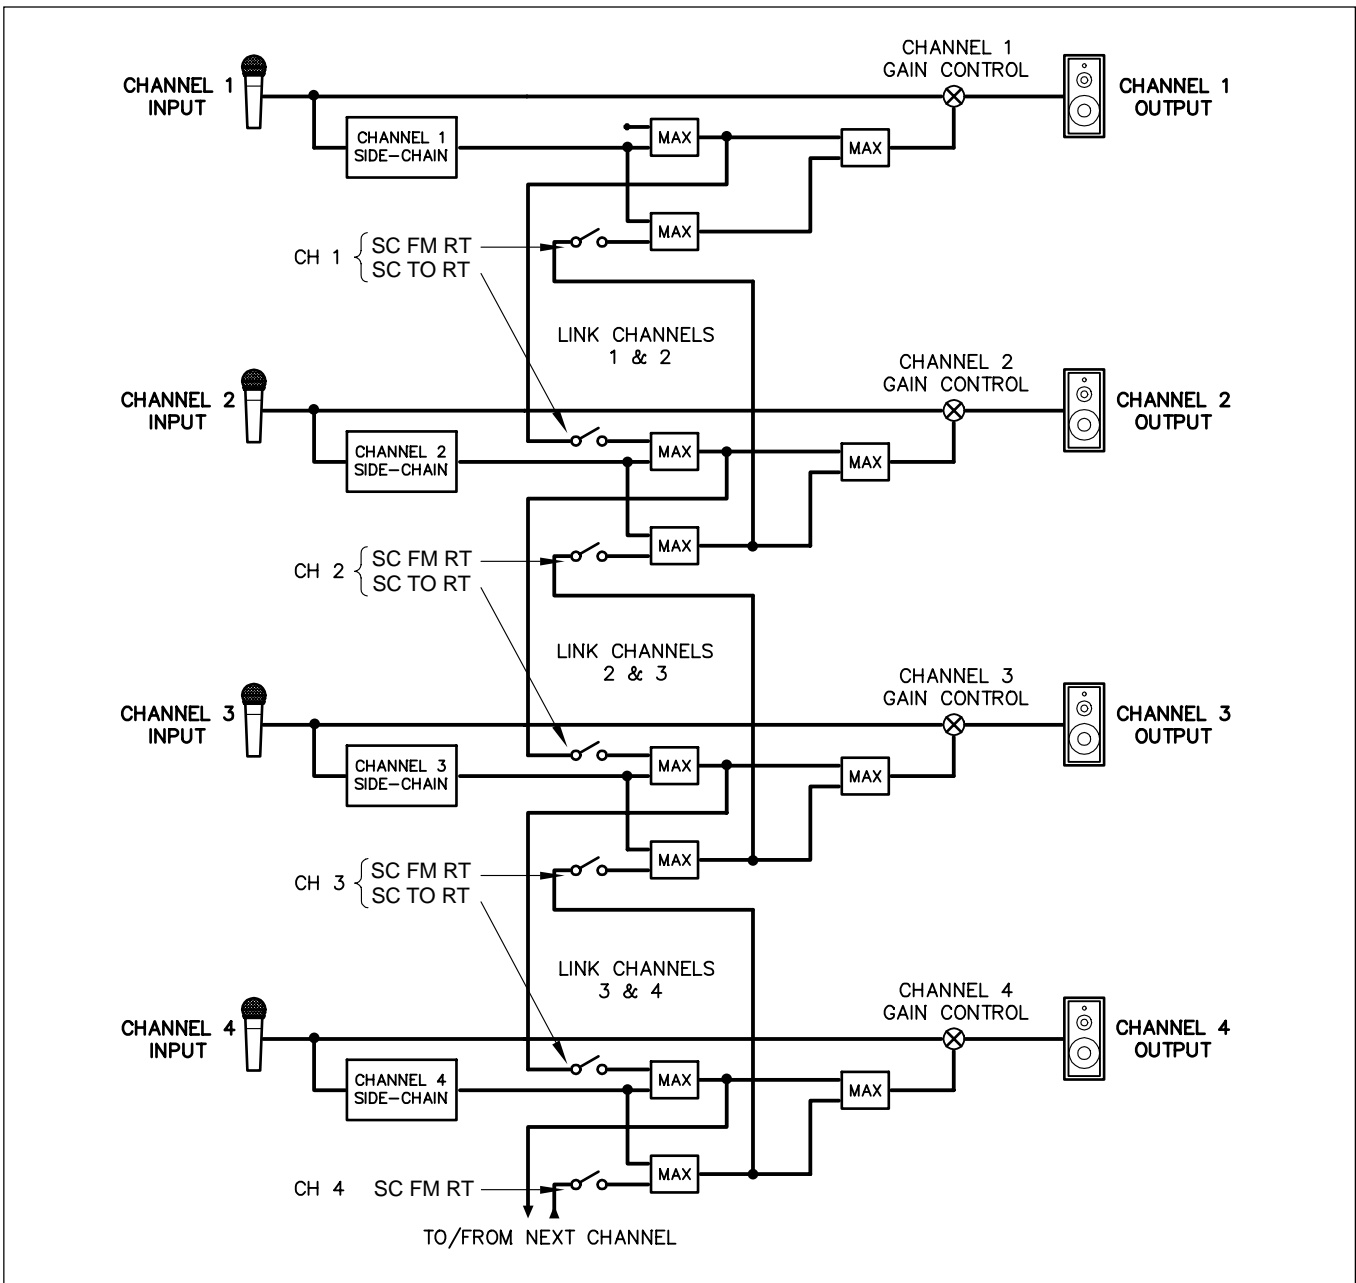 CHANNEL 1
GAIN CONTROL
CHANNEL 1
INPUT
CHANNEL 1
OUTPUT
CHANNEL 1
SIDE-CHAIN
MAX
MAX
MAX
CH 1
SC FM RT
SC TO RT
LINK CHANNELS
1 & 2
CHANNEL 2
GAIN CONTROL
CHANNEL 2
INPUT
CHANNEL 2
OUTPUT
CHANNEL 2
SIDE-CHAIN
MAX
MAX
MAX
CH 2
SC FM RT
SC TO RT
LINK CHANNELS
2 & 3
CHANNEL 3
GAIN CONTROL
CHANNEL 3
INPUT
CHANNEL 3
OUTPUT
CHANNEL 3
SIDE-CHAIN
MAX
MAX
MAX
CH 3
SC FM RT
SC TO RT
LINK CHANNELS
3 & 4
CHANNEL 4
GAIN CONTROL
CHANNEL 4
INPUT
CHANNEL 4
OUTPUT
CHANNEL 4
SIDE-CHAIN
MAX
MAX
MAX
CH 4 SC FM RT
TO/FROM NEXT CHANNEL